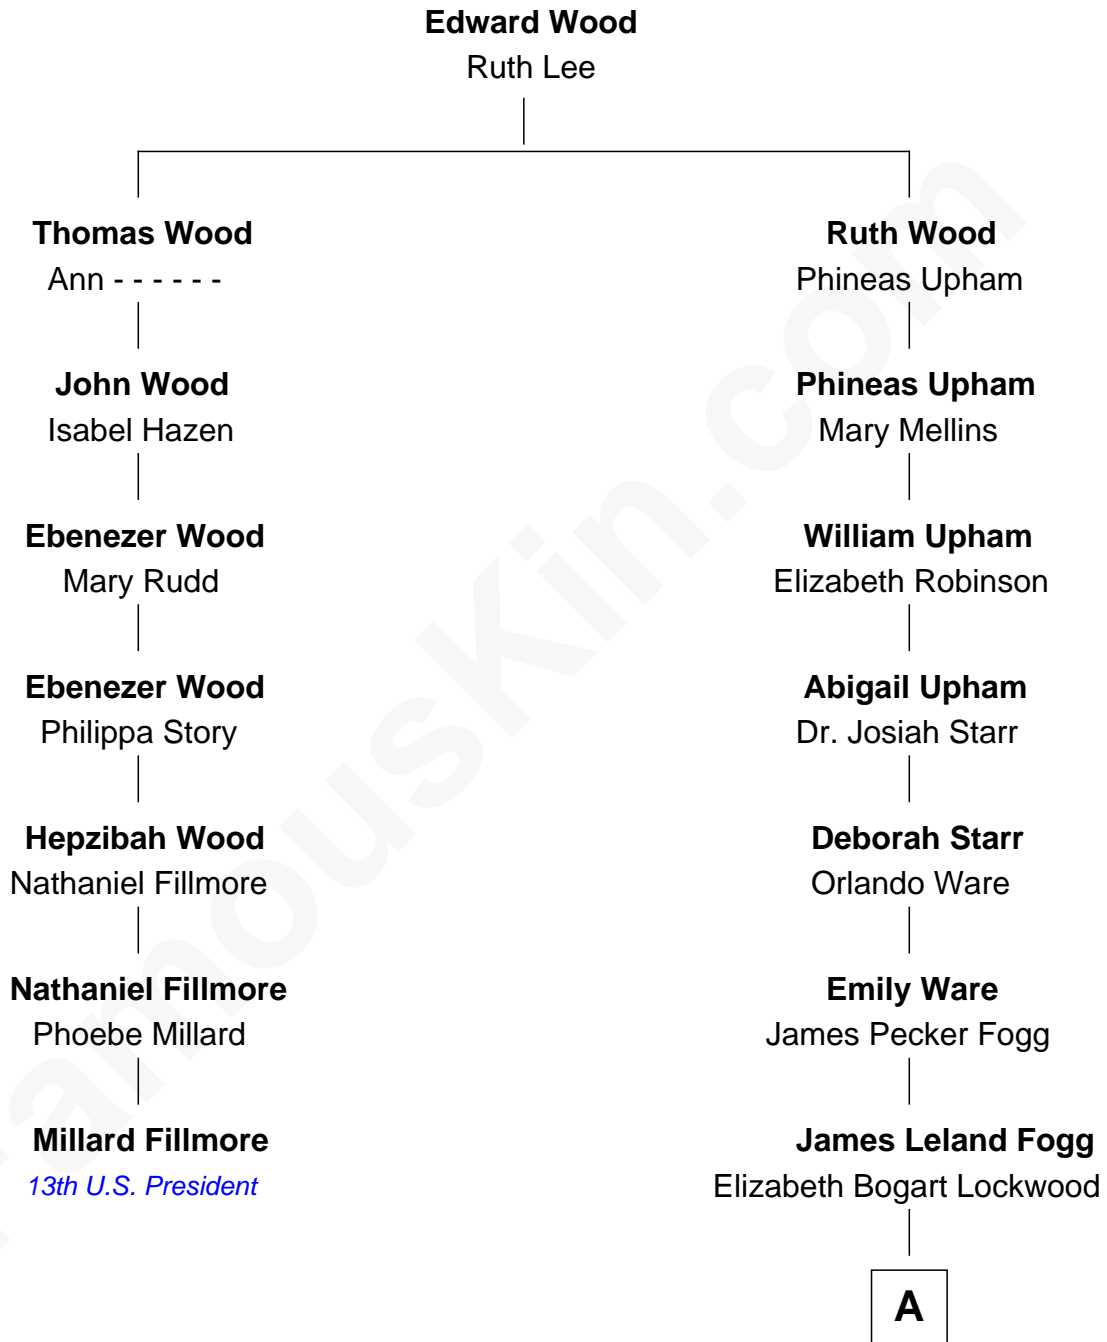 Edward Wood
Ruth Lee
Thomas Wood
Ann - - - - - -
Ruth Wood
Phineas Upham
John Wood
Isabel Hazen
Phineas Upham
Mary Mellins
Ebenezer Wood
Mary Rudd
William Upham
Elizabeth Robinson
Ebenezer Wood
Philippa Story
Abigail Upham
Dr. Josiah Starr
Hepzibah Wood
Nathaniel Fillmore
Deborah Starr
Orlando Ware
Nathaniel Fillmore
Phoebe Millard
Emily Ware
James Pecker Fogg
Millard Fillmore
13th U.S. President
James Leland Fogg
Elizabeth Bogart Lockwood
A
FamousKin.com